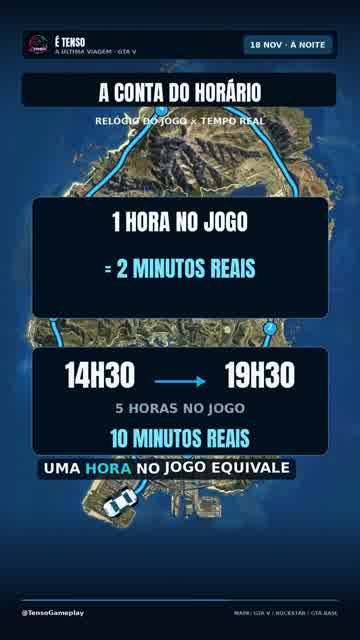 É TENSO
A ÚLTIMA VIAGEM · GTA V
18 NOV · À NOITE
A CONTA DO HORÁRIO
RELÓGIO DO JOGO × TEMPO REAL
1 HORA NO JOGO
= 2 MINUTOS REAIS
2
14H30 → 19H30
5 HORAS NO JOGO
10 MINUTOS REAIS
UMA HORA NO JOGO EQUIVALE
@TensoGameplay
MAPA: GTA V / ROCKSTAR / GTA BASE